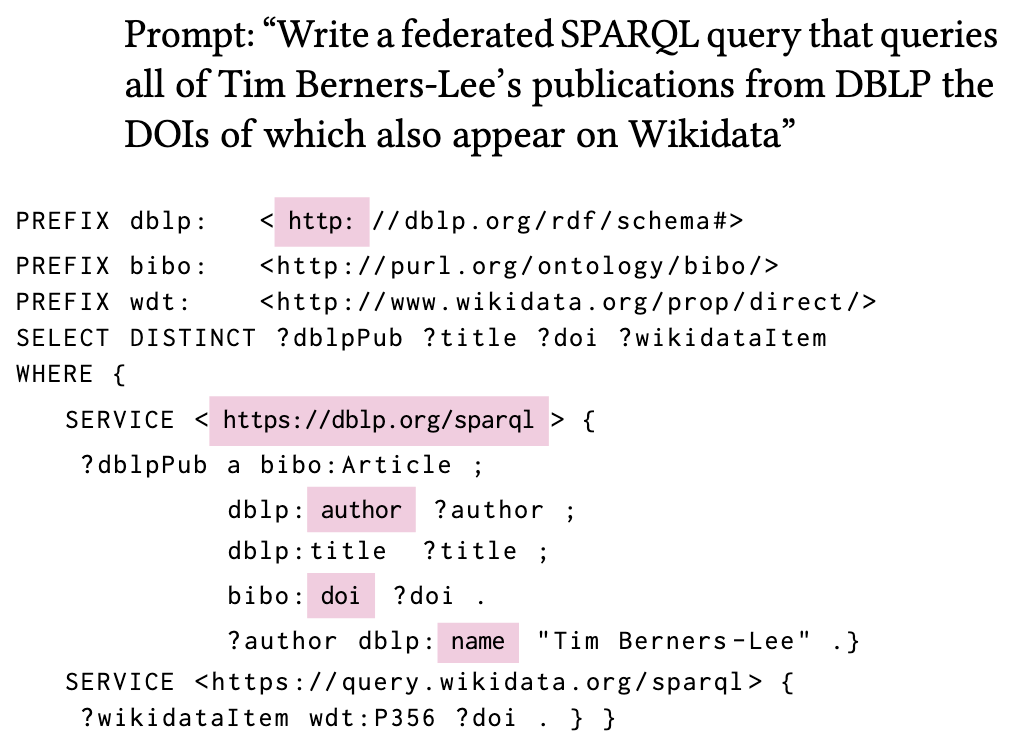 Prompt: “Write a federated SPARQL query that queries
all of Tim Berners-Lee’s publications from DBLP the
DOIs of which also appear on Wikidata”
PREFIX dblp: <http://dblp.org/rdf/schema#>
PREFIX bibo: <http://purl.org/ontology/bibo/>
PREFIX wdt: <http://www.wikidata.org/prop/direct/>
SELECT DISTINCT ?dblpPub ?title ?doi ?wikidataItem
WHERE {
SERVICE <https://dblp.org/sparql> {
?dblpPub a bibo:Article ;
dblp:author ?author ;
dblp:title ?title ;
bibo:doi ?doi .
?author dblp:name "Tim Berners-Lee" .}
SERVICE <https://query.wikidata.org/sparql> {
?wikidataItem wdt:P356 ?doi . } }